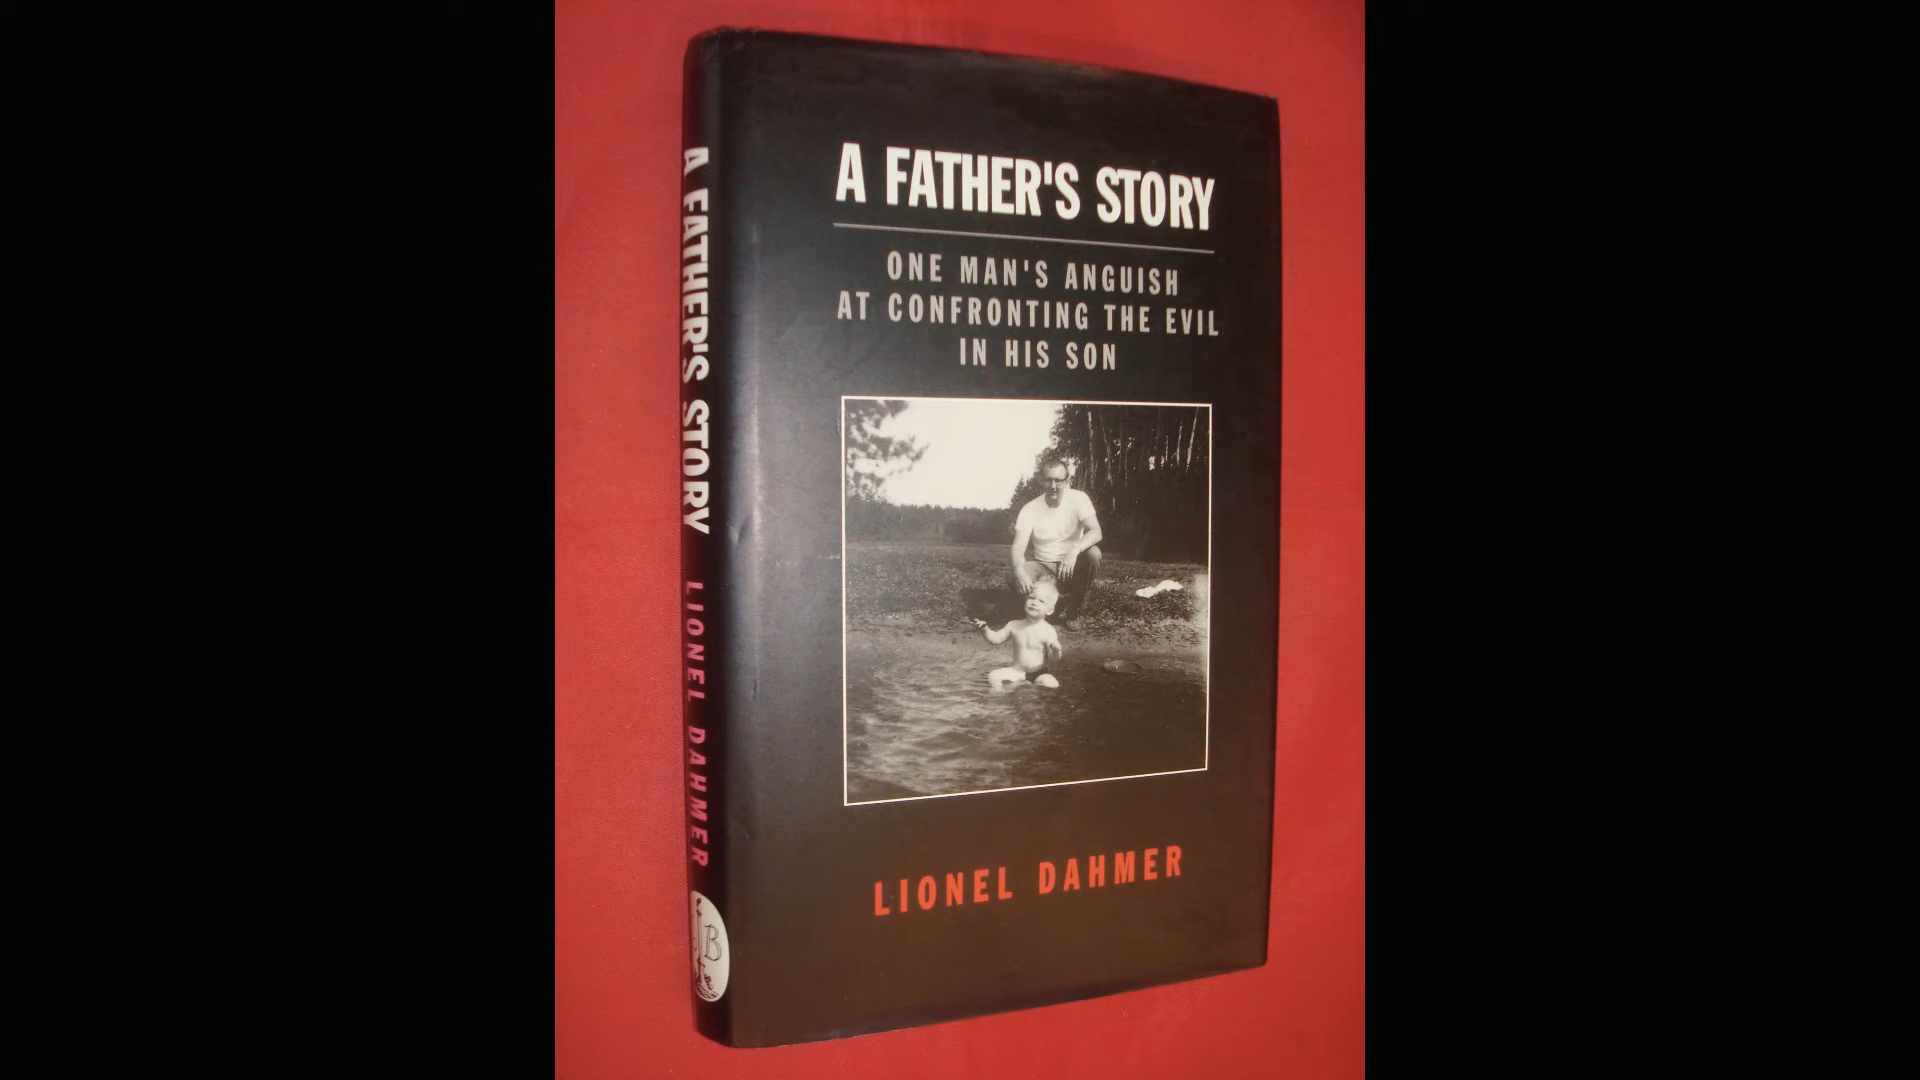 A FATHER'S STORY
ONE MAN'S ANGUISH
AT CONFRONTING THE EVIL
IN HIS SON
LIONEL DAHMER
A FATHER'S STORY LIONEL DAHMER
B